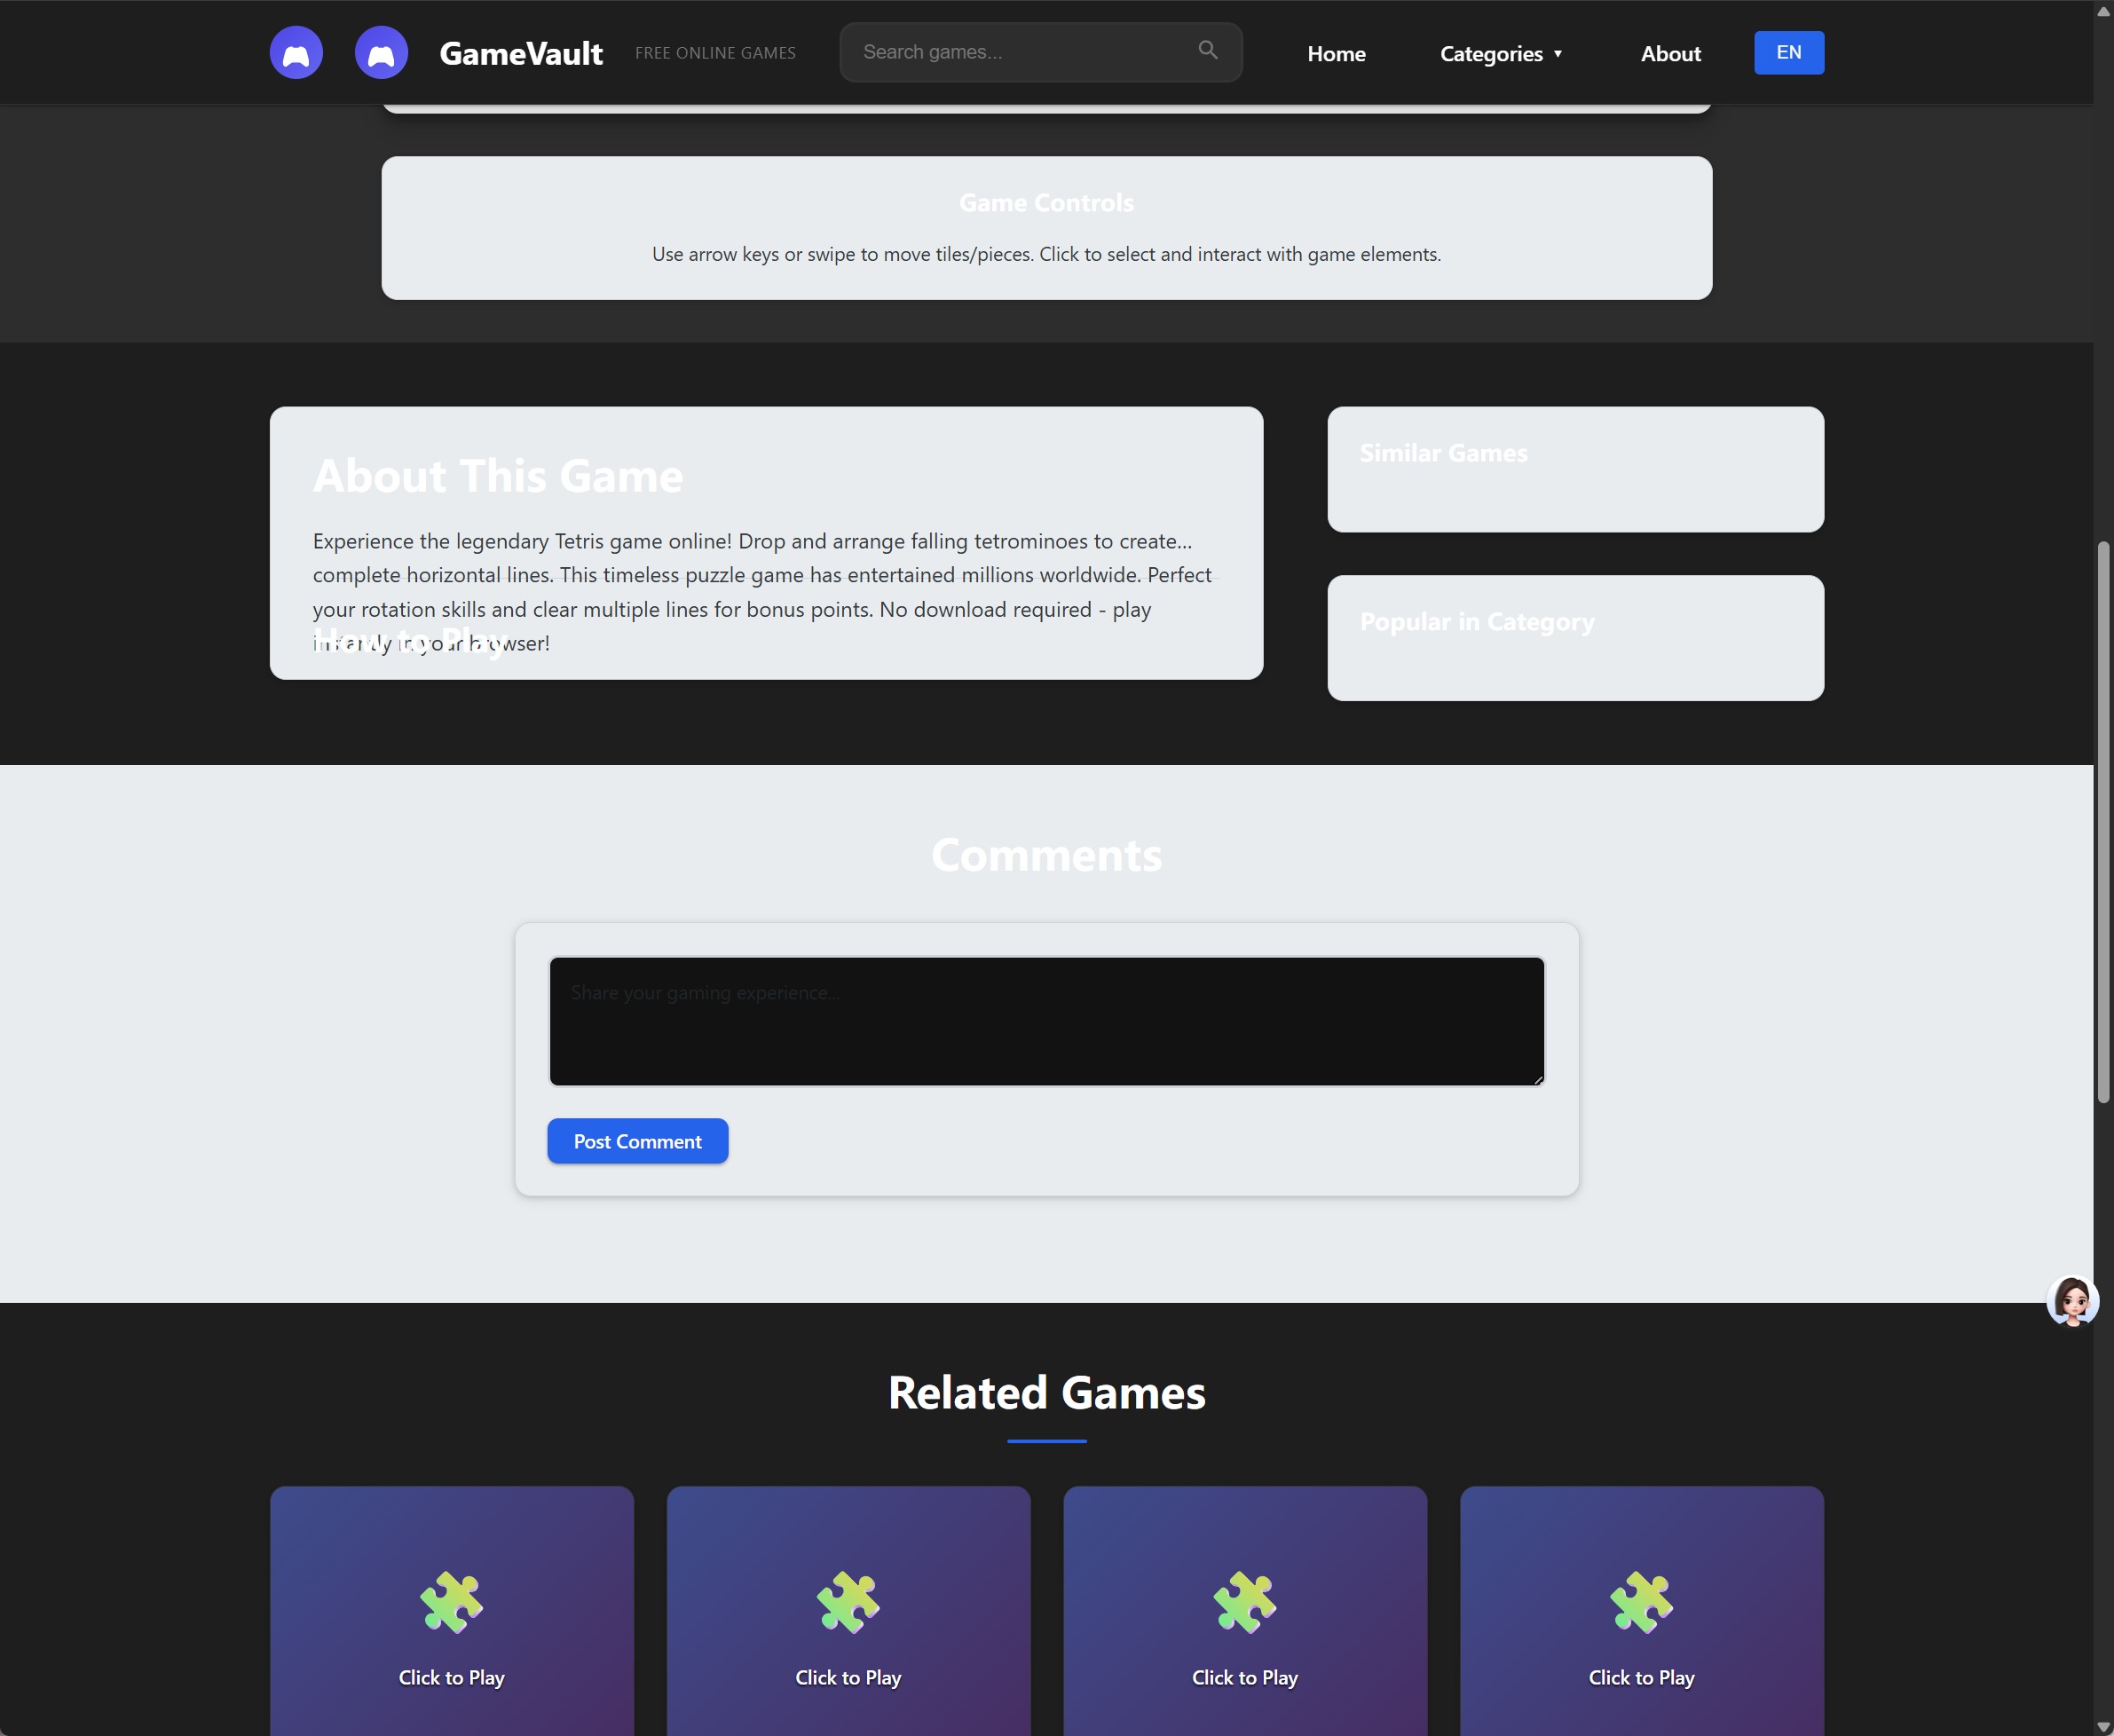 GameVault
FREE ONLINE GAMES
Search games...
Home
Categories ▼
About
EN
Game Controls
Use arrow keys or swipe to move tiles/pieces. Click to select and interact with game elements.
About This Game
Experience the legendary Tetris game online! Drop and arrange falling tetrominoes to create...
complete horizontal lines. This timeless puzzle game has entertained millions worldwide. Perfect
your rotation skills and clear multiple lines for bonus points. No download required - play
instantly in your browser!
How to Play
Similar Games
Popular in Category
Comments
Share your gaming experience...
Post Comment
Related Games
Click to Play
Click to Play
Click to Play
Click to Play